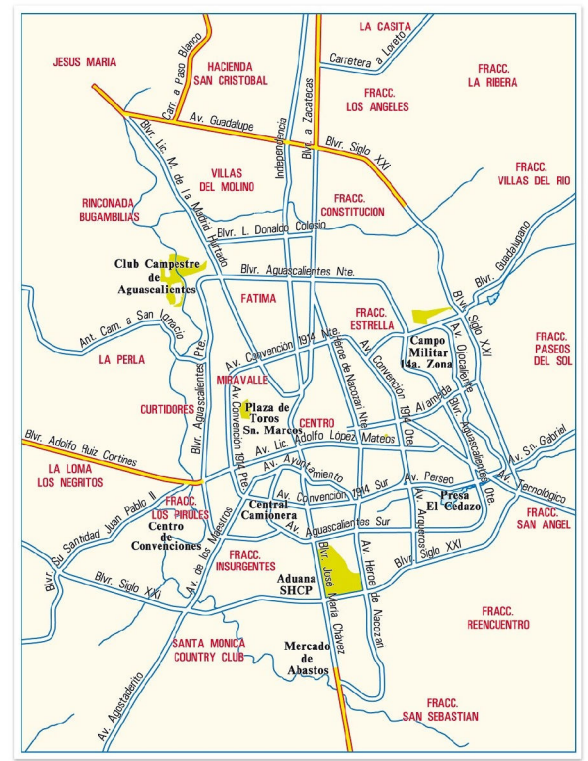 LA CASITA
Carretera a Loreto
JESUS MARIA
Carr. a Paso Blanco
HACIENDA
SAN CRISTOBAL
FRACC.
LA RIBERA
FRACC.
LOS ANGELES
Blvr. a Zacatecas
Independencia
Av. Guadalupe
Blvr. Siglo XXI
Blvr. Lic. M. de la Madrid Hurtado
VILLAS
DEL MOLINO
FRACC.
VILLAS DEL RIO
RINCONADA
BUGAMBILIAS
FRACC.
CONSTITUCION
Blvr. L. Donaldo Colosio
Blvr. Guadalupano
Club Campestre
de
Aguascalientes
Blvr. Aguascalientes Nte.
FATIMA
Blvr. Siglo XXI
FRACC.
ESTRELLA
Ant. Cam. a San Ignacio
Av. Convención 1914 Nte.
Heroe de Nacozari Nte.
Campo
Militar
14a. Zona
Av. Ojocaliente
FRACC.
PASEOS
DEL SOL
LA PERLA
MIRAVALLE
Av. Convención 1914 Ote.
Blvr. Aguascalientes Pte.
Av. Convención 1914 Pte.
CURTIDORES
Plaza de
Toros
Sn. Marcos
CENTRO
Alameda
Blvr. Aguascalientes Ote.
Av. Lic. Adolfo López Mateos
Blvr. Adolfo Ruiz Cortines
Av. Sn. Gabriel
Av. Ayuntamiento
LA LOMA
LOS NEGRITOS
Av. Perseo
Av. Tecnológico
Av. Convención 1914 Sur
Presa
El Cedazo
Su Santidad Juan Pablo II
Blvr.
FRACC.
LOS PIRULES
Central
Camionera
FRACC.
SAN ANGEL
Centro
de
Convenciones
Av. Aguascalientes Sur
Av. Arqueros
Av. de los Maestros
FRACC.
INSURGENTES
Blvr. Siglo XXI
Aduana
SHCP
Blvr. Siglo XXI
Blvr. José María Chávez
Av. Heroe de Nacozari
FRACC.
REENCUENTRO
SANTA MONICA
COUNTRY CLUB
Mercado
de
Abastos
Av. Agostaderito
FRACC.
SAN SEBASTIAN